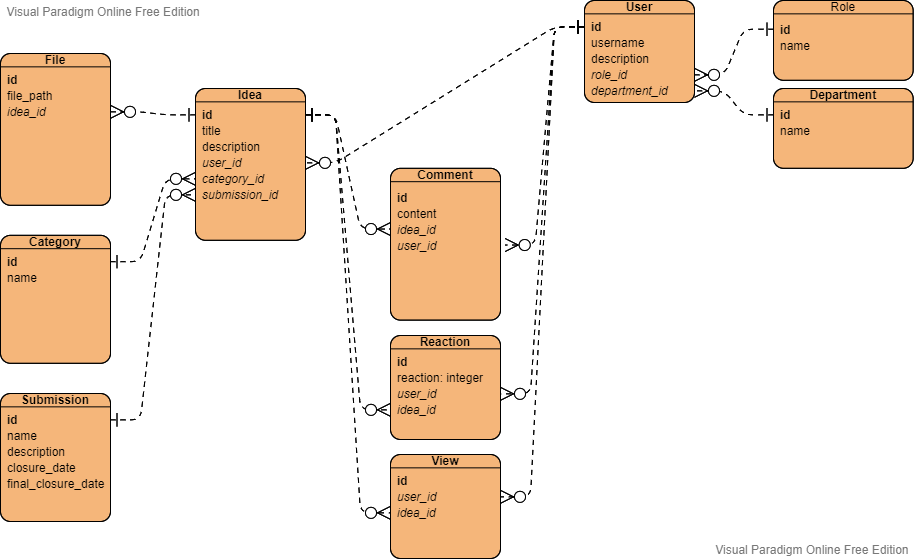 Visual Paradigm Online Free Edition
File
id
file_path
idea_id
Category
id
name
Submission
id
name
description
closure_date
final_closure_date
Idea
id
title
description
user_id
category_id
submission_id
Comment
id
content
idea_id
user_id
Reaction
id
reaction: integer
user_id
idea_id
View
id
user_id
idea_id
User
id
username
description
role_id
department_id
Role
id
name
Department
id
name
Visual Paradigm Online Free Edition